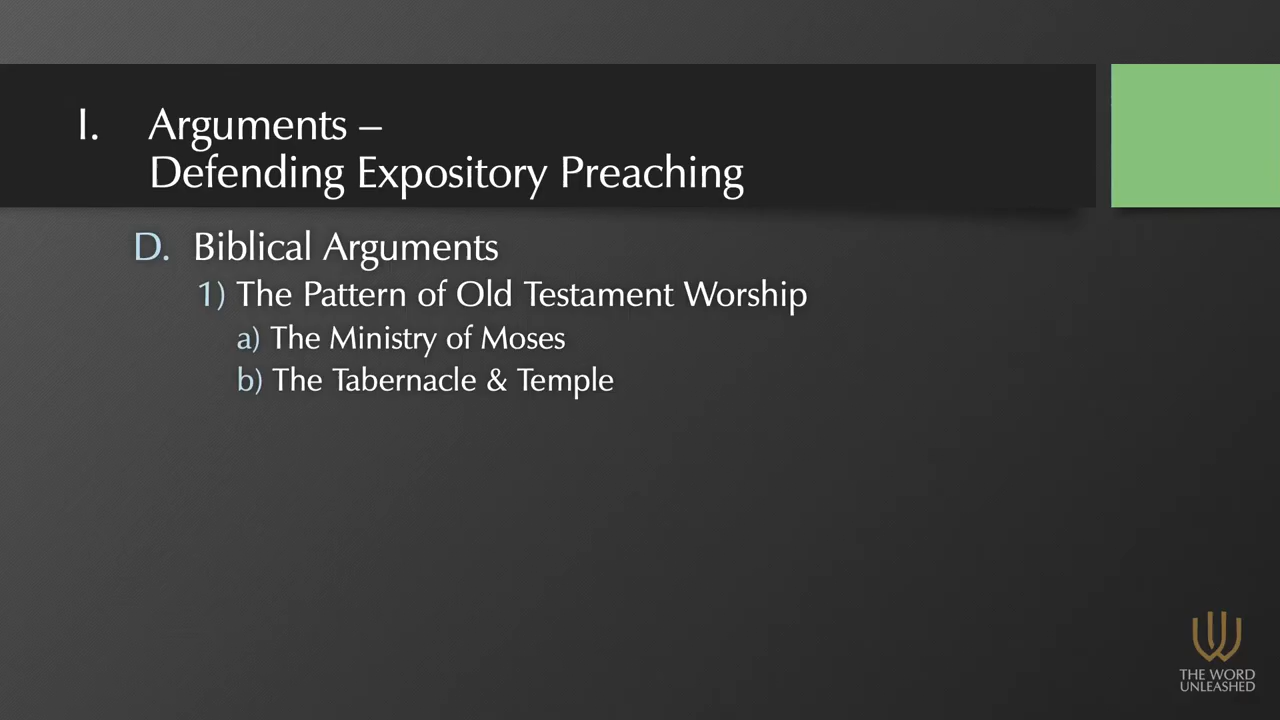 I. Arguments –
Defending Expository Preaching
D. Biblical Arguments
1) The Pattern of Old Testament Worship
a) The Ministry of Moses
b) The Tabernacle & Temple
THE WORD
UNLEASHED